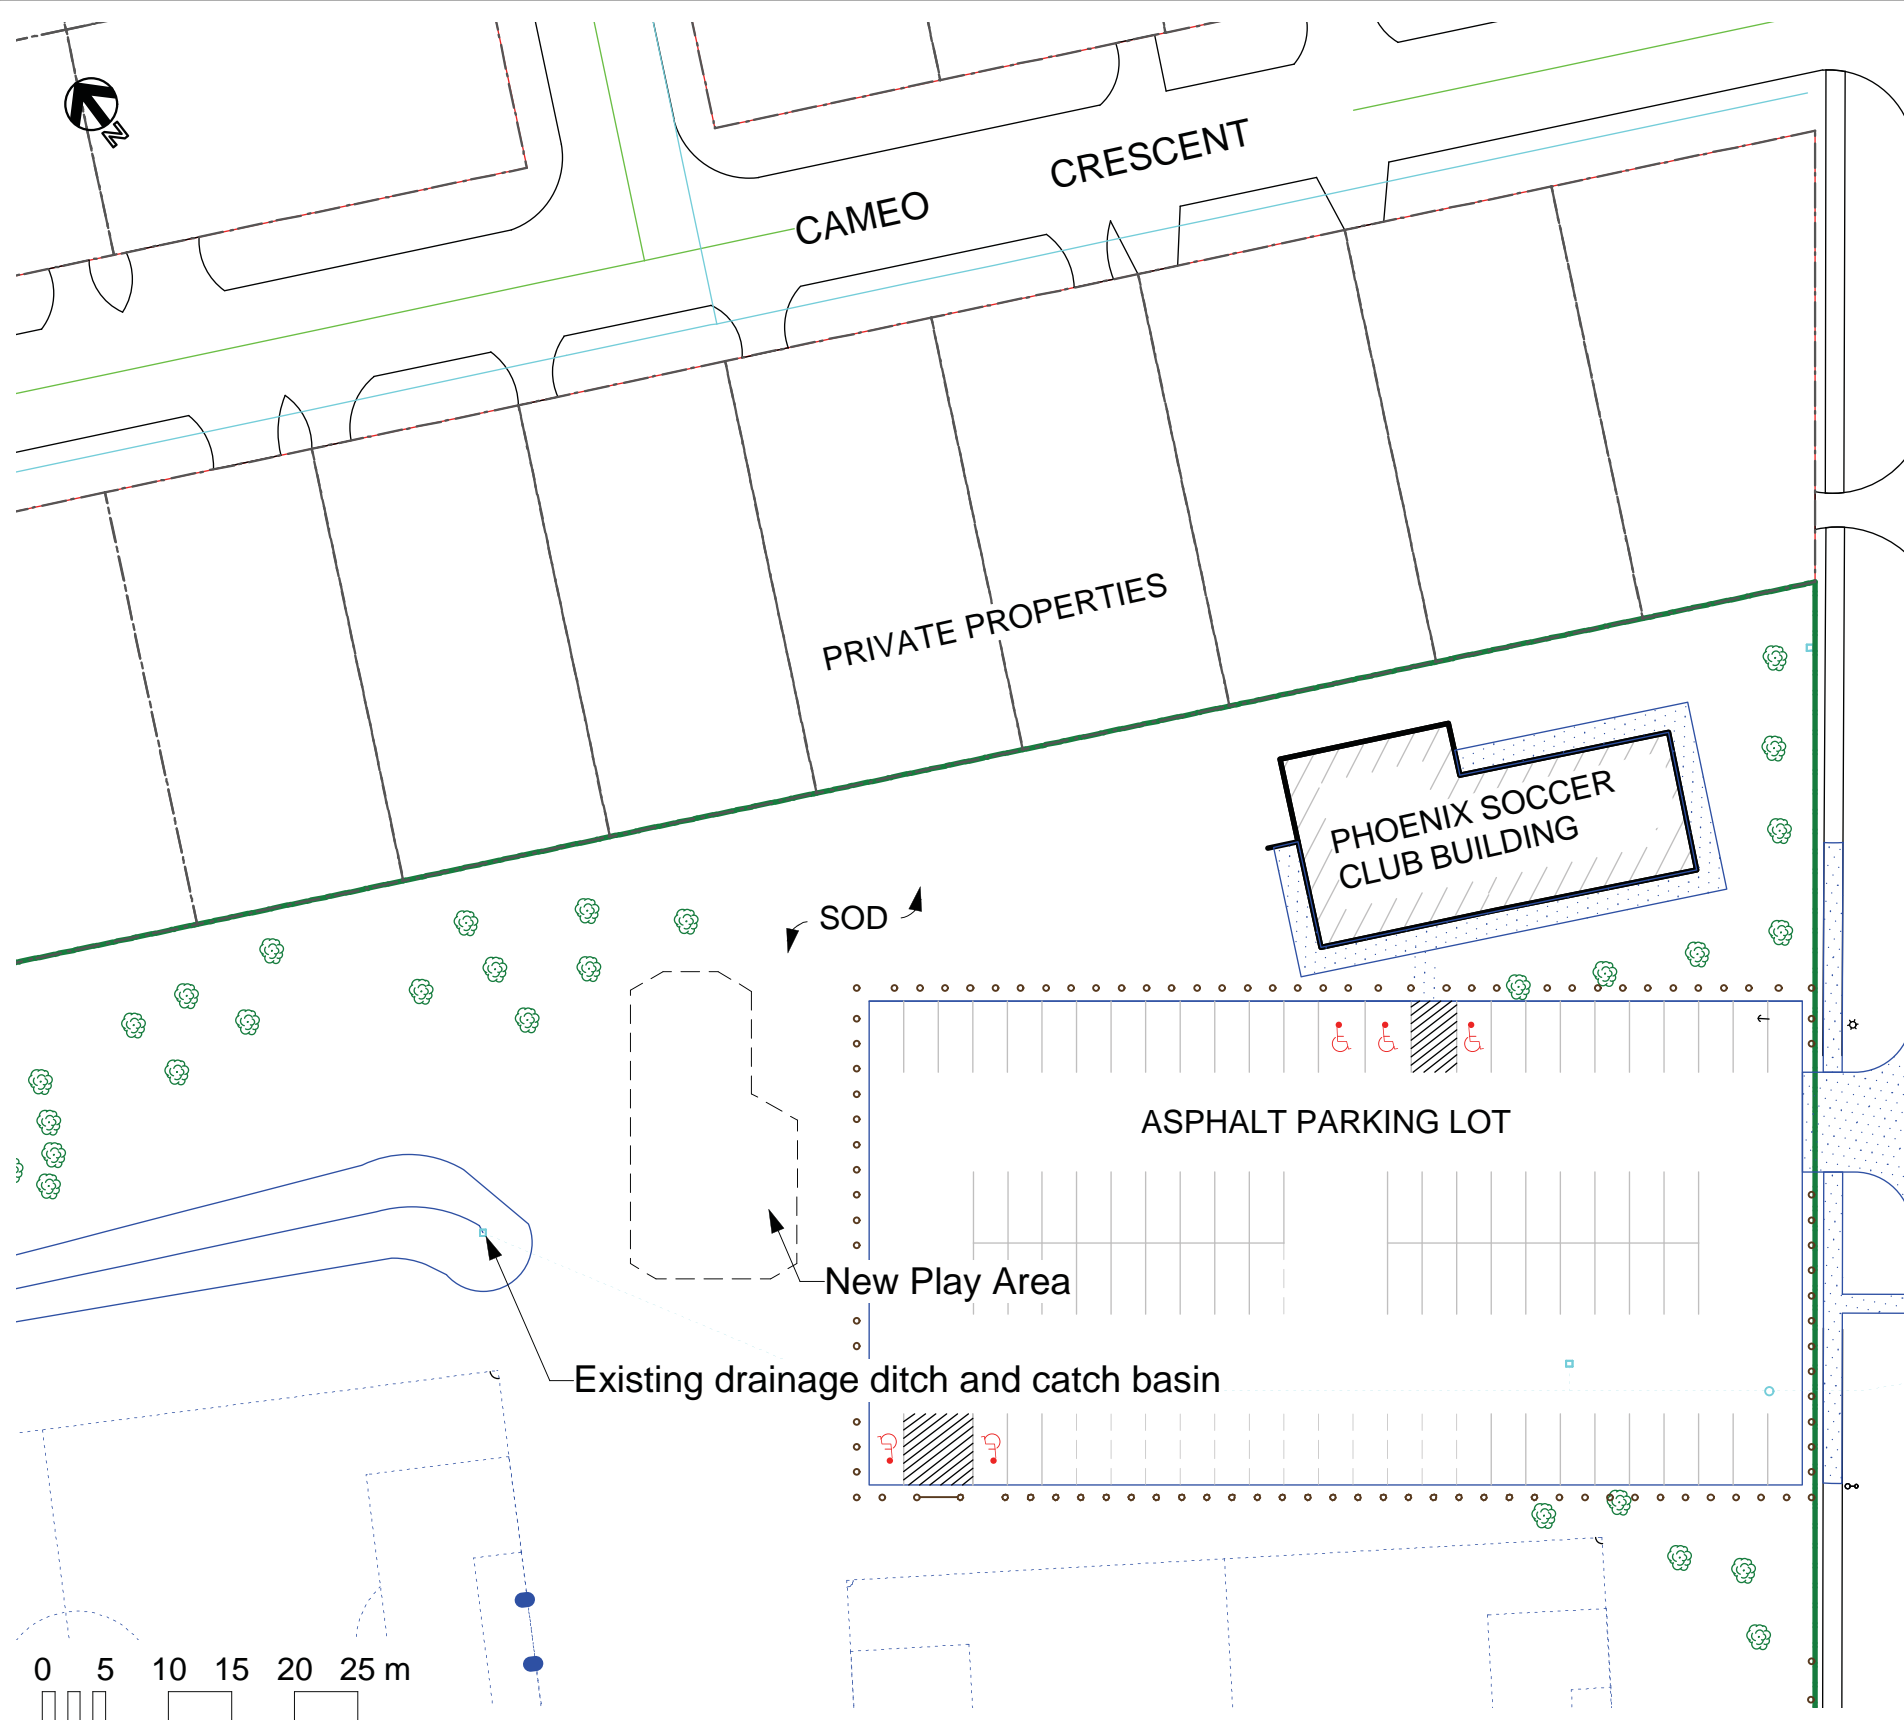 N
CAMEO CRESCENT
PRIVATE PROPERTIES
PHOENIX SOCCER
CLUB BUILDING
SOD
ASPHALT PARKING LOT
New Play Area
Existing drainage ditch and catch basin
0 5 10 15 20 25 m